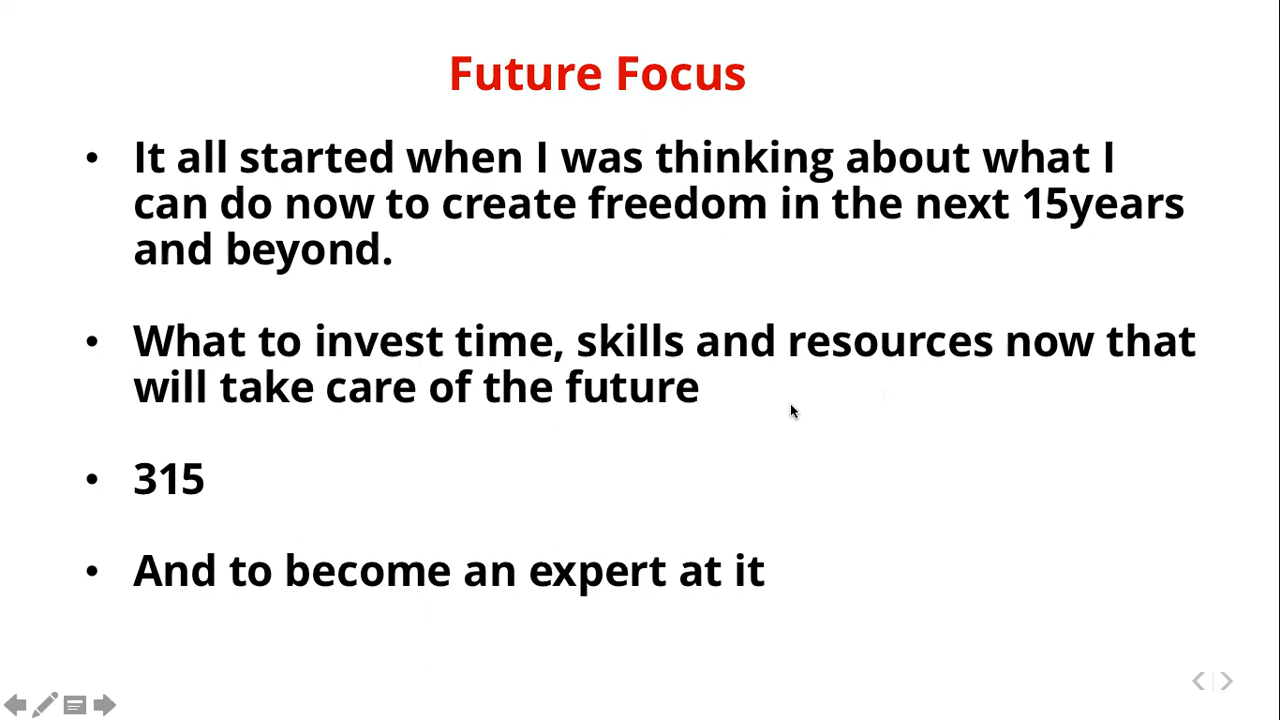 Future Focus
• It all started when I was thinking about what I
can do now to create freedom in the next 15years
and beyond.
• What to invest time, skills and resources now that
will take care of the future
• 315
• And to become an expert at it